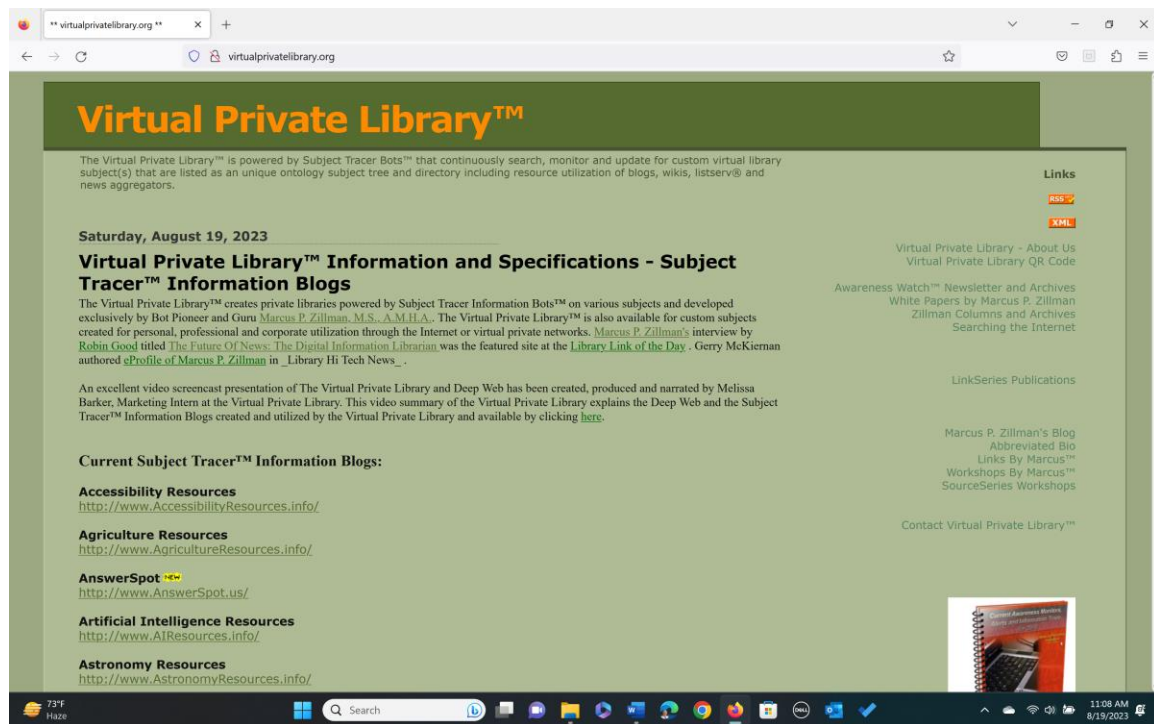 ** virtualprivatelibrary.org **
virtualprivatelibrary.org
Virtual Private Library™
The Virtual Private Library™ is powered by Subject Tracer Bots™ that continuously search, monitor and update for custom virtual library
subject(s) that are listed as an unique ontology subject tree and directory including resource utilization of blogs, wikis, listserv® and
news aggregators.
Saturday, August 19, 2023
Virtual Private Library™ Information and Specifications - Subject
Tracer™ Information Blogs
The Virtual Private Library™ creates private libraries powered by Subject Tracer Information Bots™ on various subjects and developed
exclusively by Bot Pioneer and Guru Marcus P. Zillman, M.S., A.M.H.A.. The Virtual Private Library™ is also available for custom subjects
created for personal, professional and corporate utilization through the Internet or virtual private networks. Marcus P. Zillman's interview by
Robin Good titled The Future Of News: The Digital Information Librarian was the featured site at the Library Link of the Day . Gerry McKiernan
authored eProfile of Marcus P. Zillman in _Library Hi Tech News_ .
An excellent video screencast presentation of The Virtual Private Library and Deep Web has been created, produced and narrated by Melissa
Barker, Marketing Intern at the Virtual Private Library. This video summary of the Virtual Private Library explains the Deep Web and the Subject
Tracer™ Information Blogs created and utilized by the Virtual Private Library and available by clicking here.
Current Subject Tracer™ Information Blogs:
Accessibility Resources
http://www.AccessibilityResources.info/
Agriculture Resources
http://www.AgricultureResources.info/
AnswerSpot NEW
http://www.AnswerSpot.us/
Artificial Intelligence Resources
http://www.AIResources.info/
Astronomy Resources
http://www.AstronomyResources.info/
Links
RSS
XML
Virtual Private Library - About Us
Virtual Private Library QR Code
Awareness Watch™ Newsletter and Archives
White Papers by Marcus P. Zillman
Zillman Columns and Archives
Searching the Internet
LinkSeries Publications
Marcus P. Zillman's Blog
Abbreviated Bio
Links By Marcus™
Workshops By Marcus™
SourceSeries Workshops
Contact Virtual Private Library™
Current Awareness Monitors
73°F
Haze
Search
DELL
11:08 AM
8/19/2023